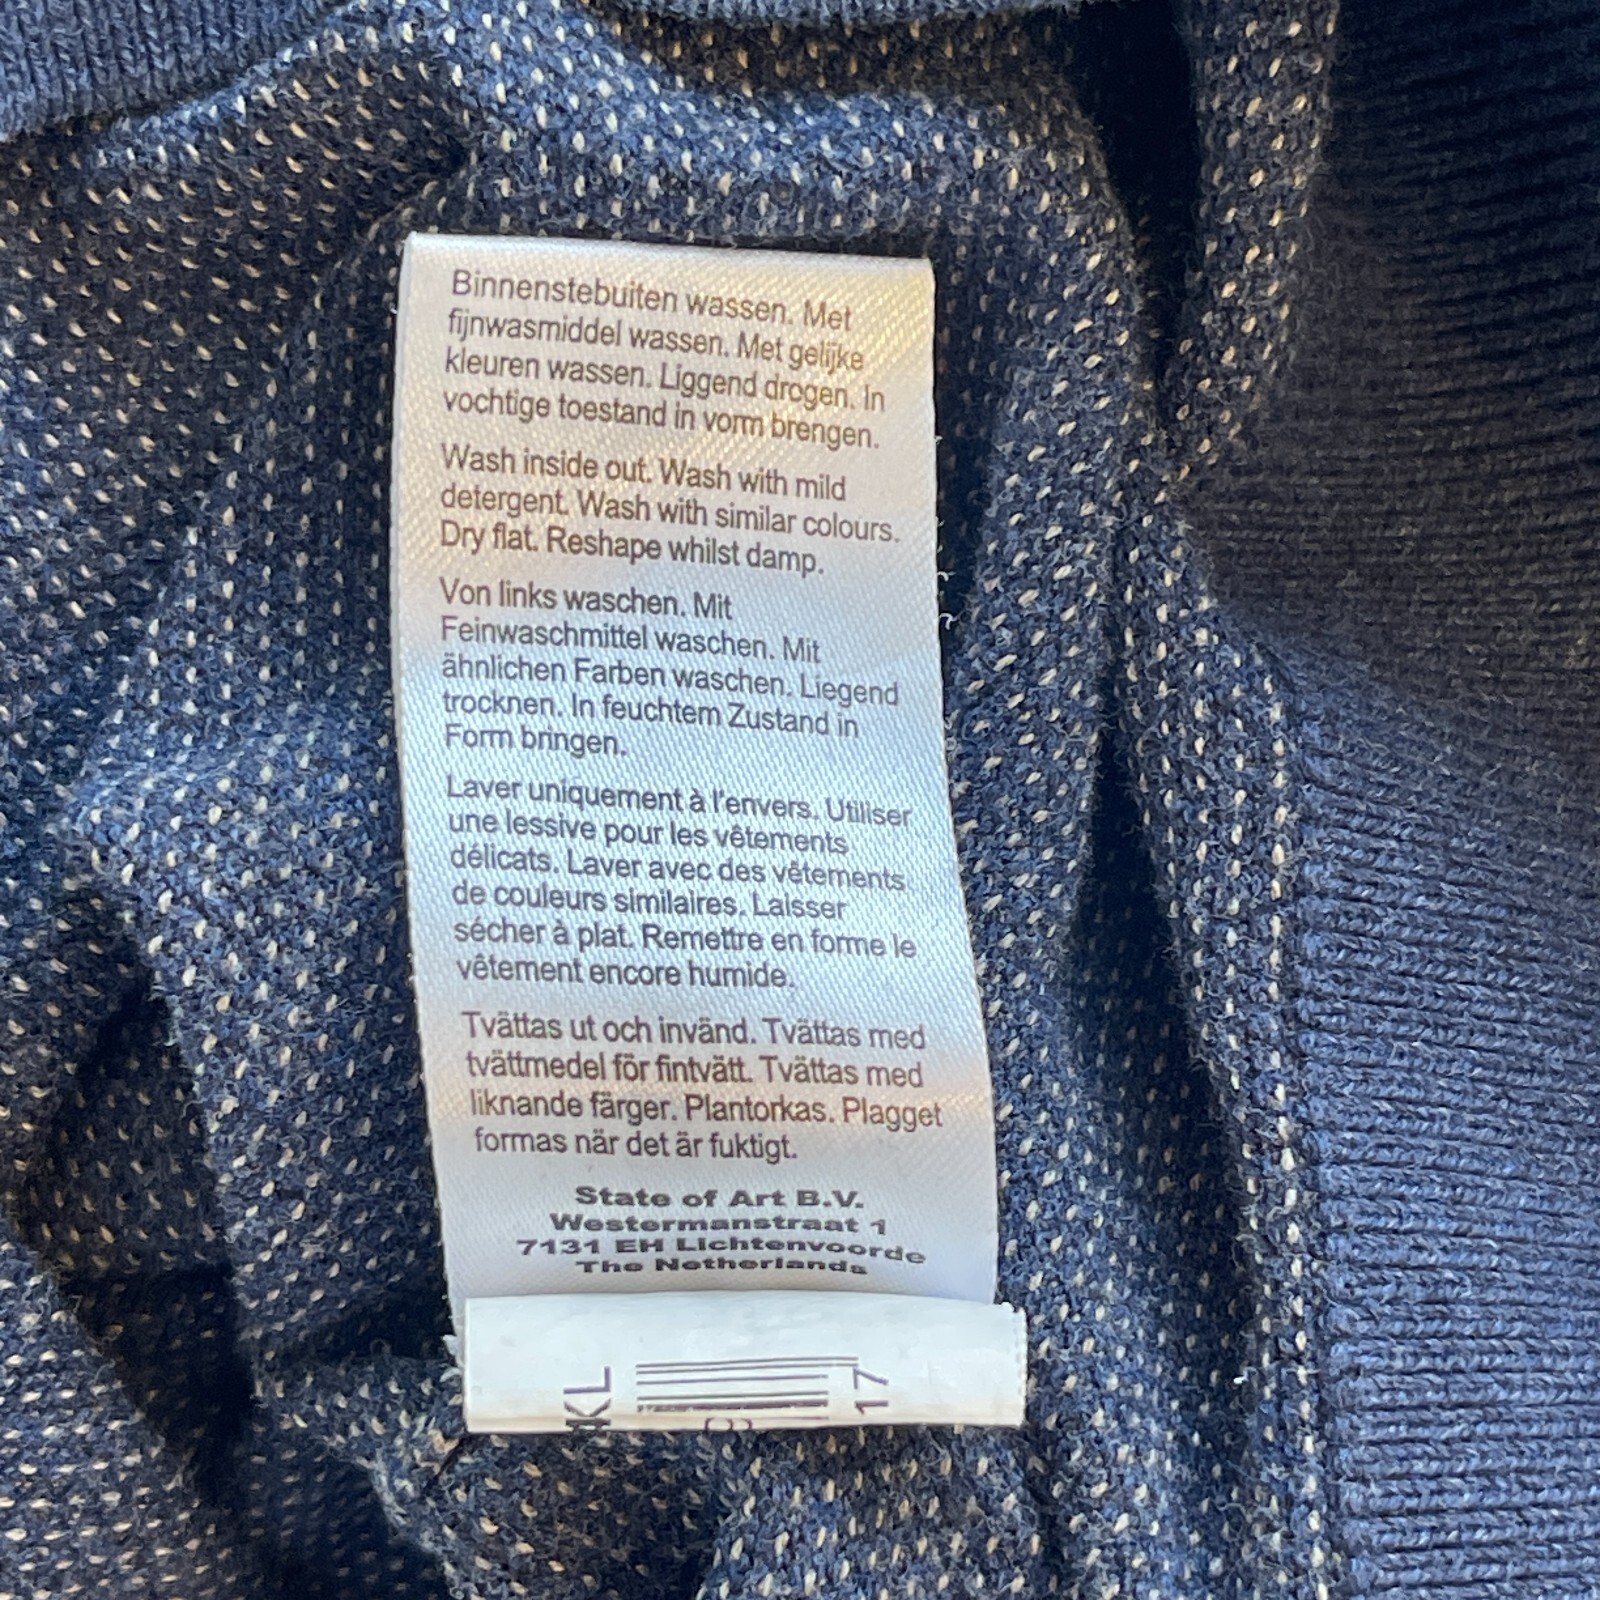 Binnenstebuiten wassen. Met
fijnwasmiddel wassen. Met gelijke
kleuren wassen. Liggend drogen. In
vochtige toestand in vorm brengen.
Wash inside out. Wash with mild
detergent. Wash with similar colours.
Dry flat. Reshape whilst damp.
Von links waschen. Mit
Feinwaschmittel waschen. Mit
ähnlichen Farben waschen. Liegend
trocknen. In feuchtem Zustand in
Form bringen.
Laver uniquement à l'envers. Utiliser
une lessive pour les vêtements
délicats. Laver avec des vêtements
de couleurs similaires. Laisser
sécher à plat. Remettre en forme le
vêtement encore humide.
Tvättas ut och invänd. Tvättas med
tvättmedel för fintvätt. Tvättas med
liknande färger. Plantorkas. Plagget
formas när det är fuktigt.
State of Art B.V.
Westermanstraat 1
7131 EH Lichtenvoorde
The Netherlands
17